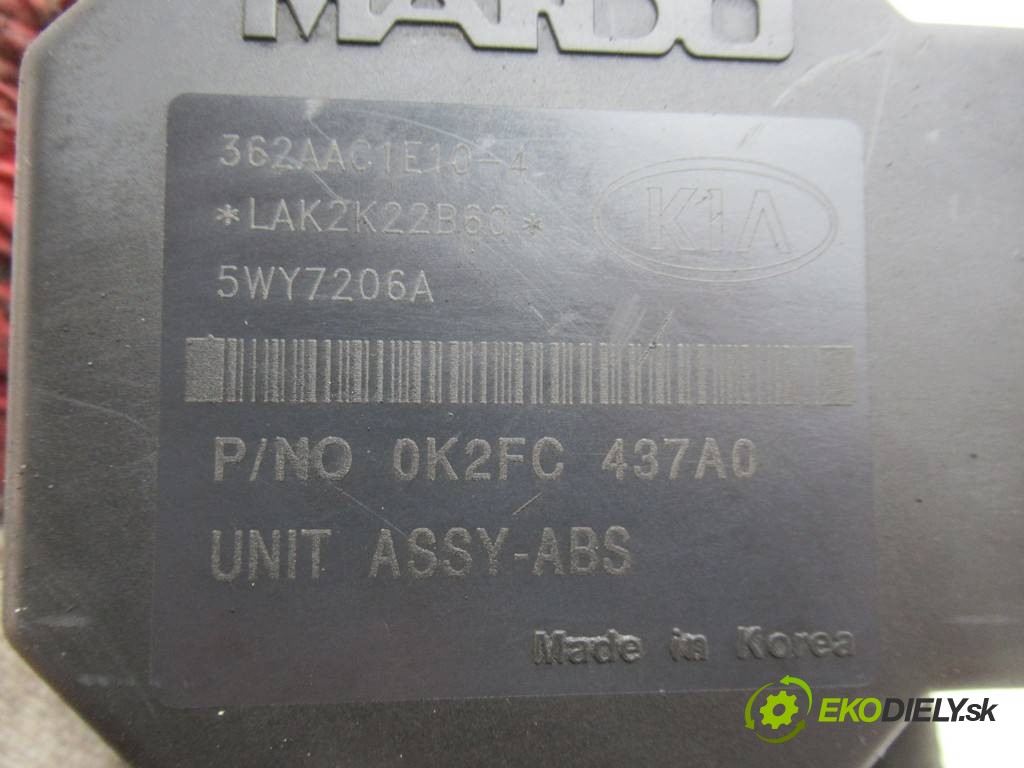 MANDO
362AAC1E10-4
*LAK2K22B60*
KIA
5WY7206A
P/NO 0K2FC 437A0
UNIT ASSY-ABS
Made in Korea
EKODIELY.sk